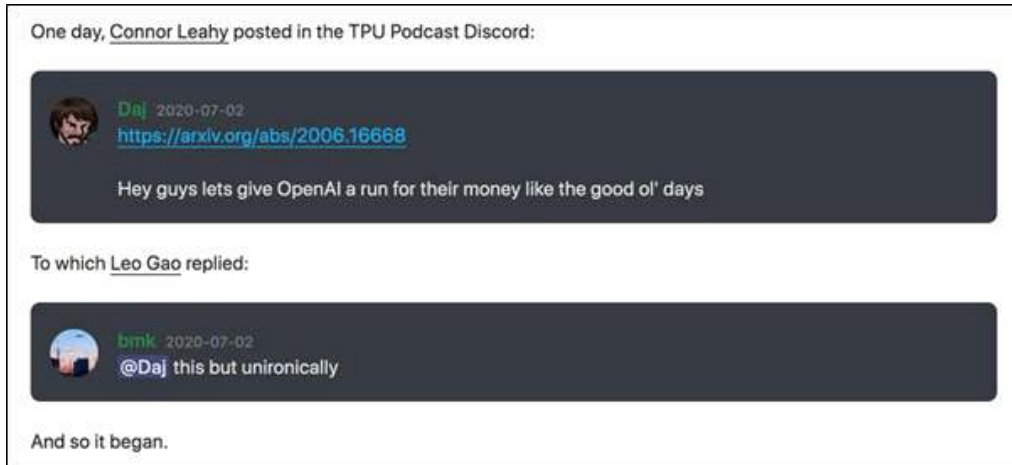 One day, Connor Leahy posted in the TPU Podcast Discord:
Daj 2020-07-02
https://arxiv.org/abs/2006.16668
Hey guys lets give OpenAI a run for their money like the good ol' days
To which Leo Gao replied:
bmk 2020-07-02
@Daj this but unironically
And so it began.